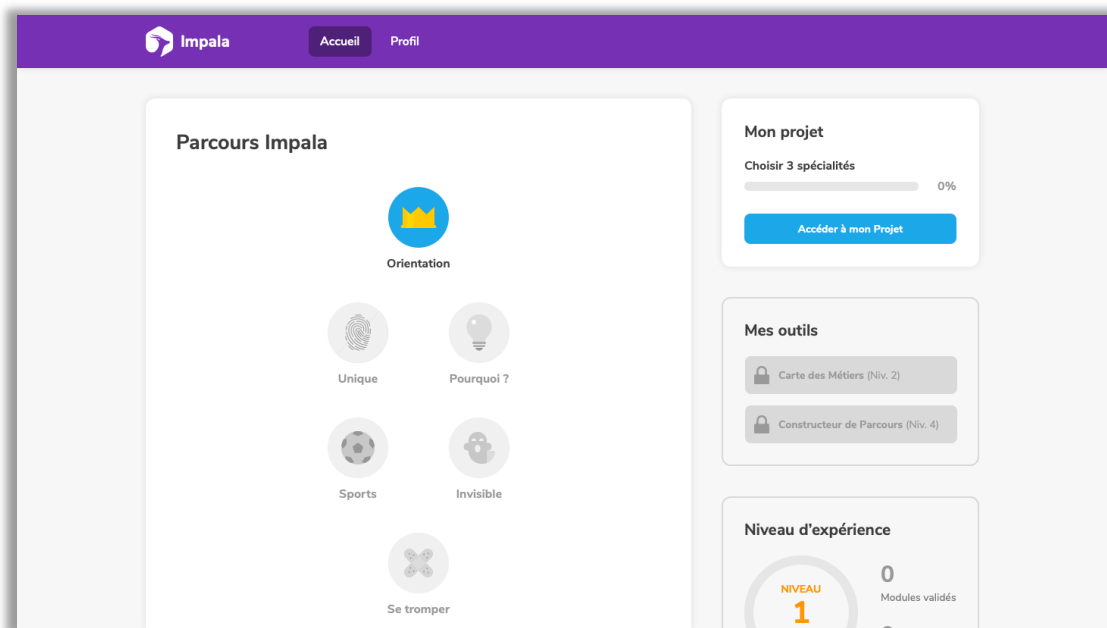 Impala
Accueil
Profil
Parcours Impala
Orientation
Unique
Pourquoi ?
Sports
Invisible
Se tromper
Mon projet
Choisir 3 spécialités
0%
Accéder à mon Projet
Mes outils
Carte des Métiers (Niv. 2)
Constructeur de Parcours (Niv. 4)
Niveau d'expérience
NIVEAU
1
0
Modules validés